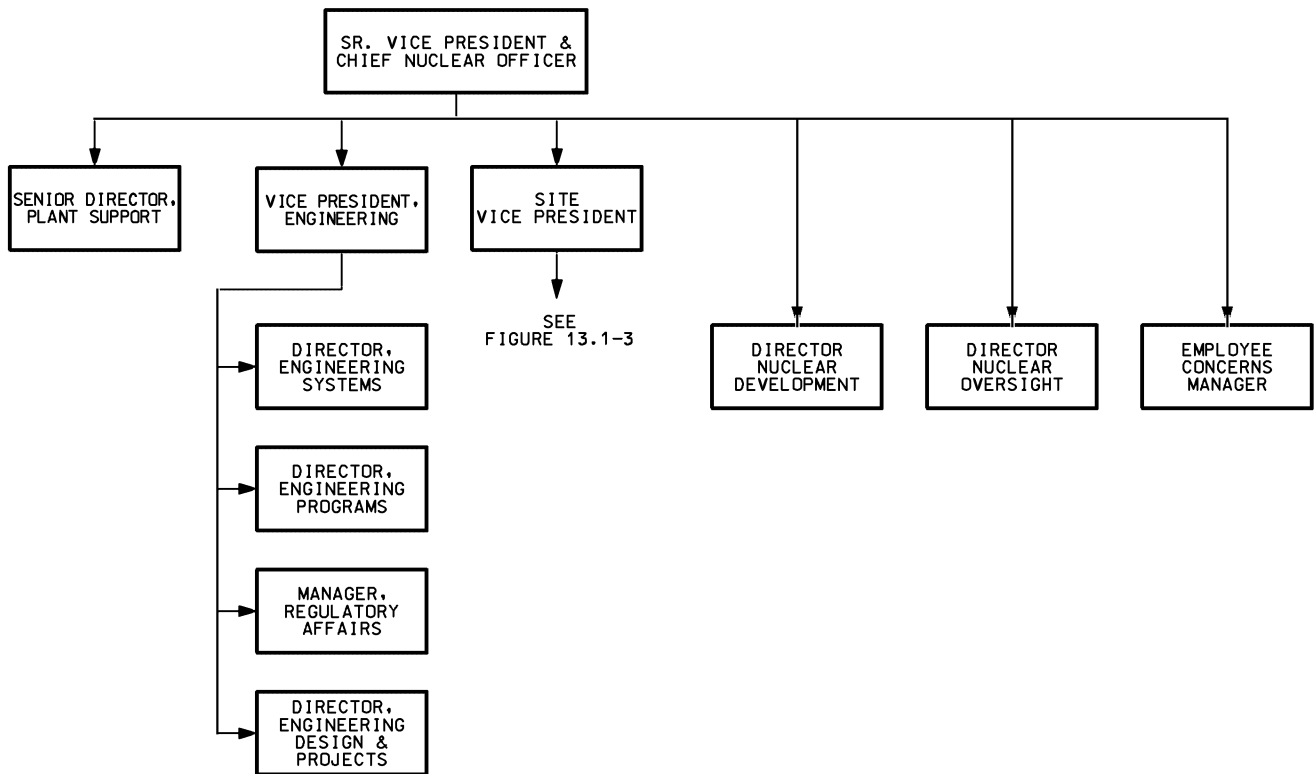 SR. VICE PRESIDENT &
CHIEF NUCLEAR OFFICER
SENIOR DIRECTOR,
PLANT SUPPORT
VICE PRESIDENT,
ENGINEERING
SITE
VICE PRESIDENT
SEE
FIGURE 13.1-3
DIRECTOR
NUCLEAR
DEVELOPMENT
DIRECTOR
NUCLEAR
OVERSIGHT
EMPLOYEE
CONCERNS
MANAGER
DIRECTOR,
ENGINEERING
SYSTEMS
DIRECTOR,
ENGINEERING
PROGRAMS
MANAGER,
REGULATORY
AFFAIRS
DIRECTOR,
ENGINEERING
DESIGN &
PROJECTS